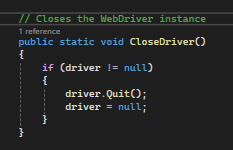 // Closes the WebDriver instance
1 reference
public static void CloseDriver()
{
if (driver != null)
{
driver.Quit();
driver = null;
}
}